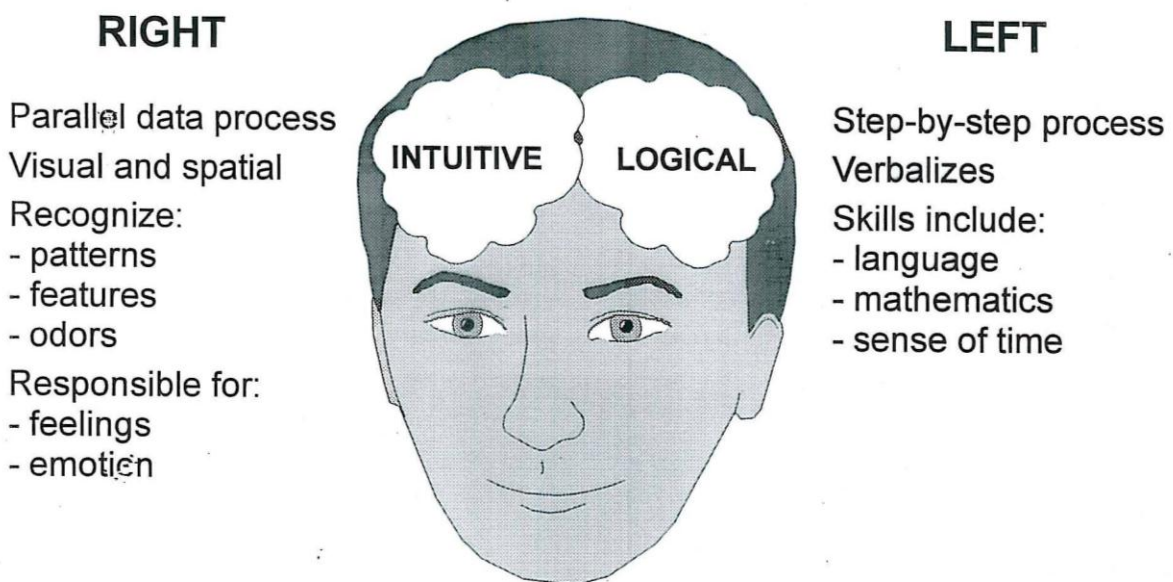 RIGHT
Parallel data process
Visual and spatial
Recognize:
- patterns
- features
- odors
Responsible for:
- feelings
- emotion
INTUITIVE
LOGICAL
LEFT
Step-by-step process
Verbalizes
Skills include:
- language
- mathematics
- sense of time